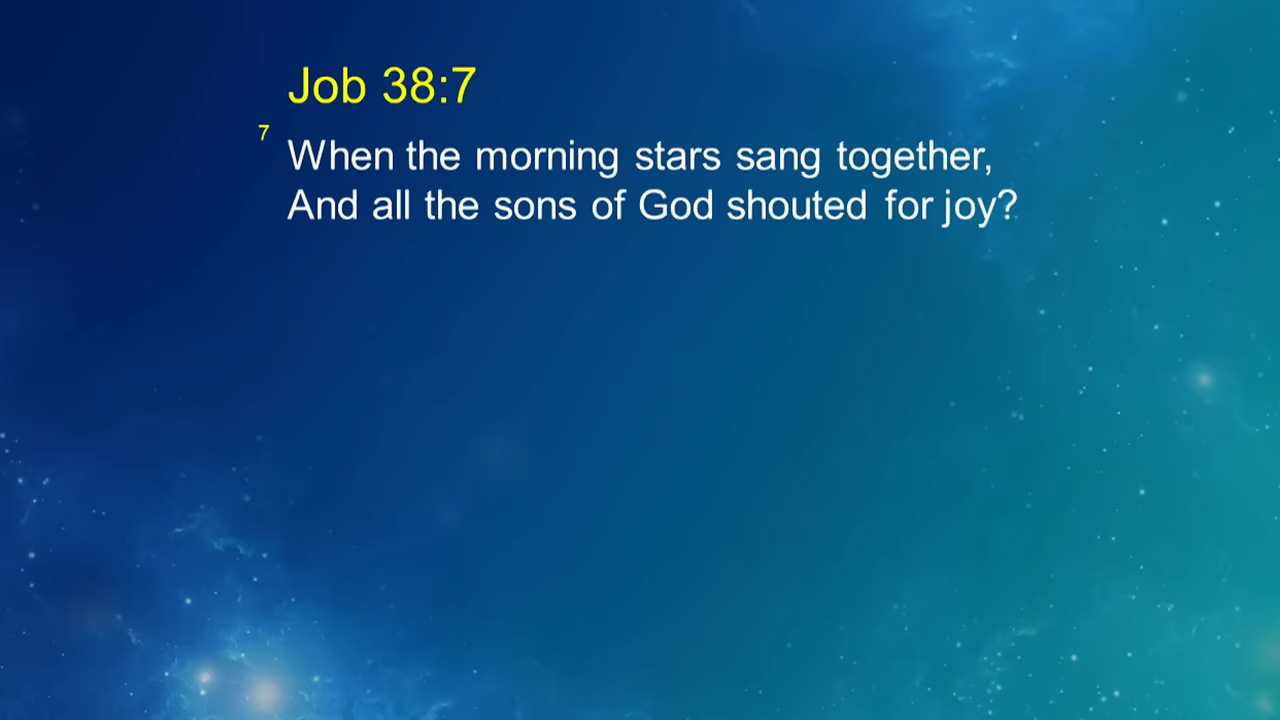 Job 38:7
7 When the morning stars sang together,
And all the sons of God shouted for joy?